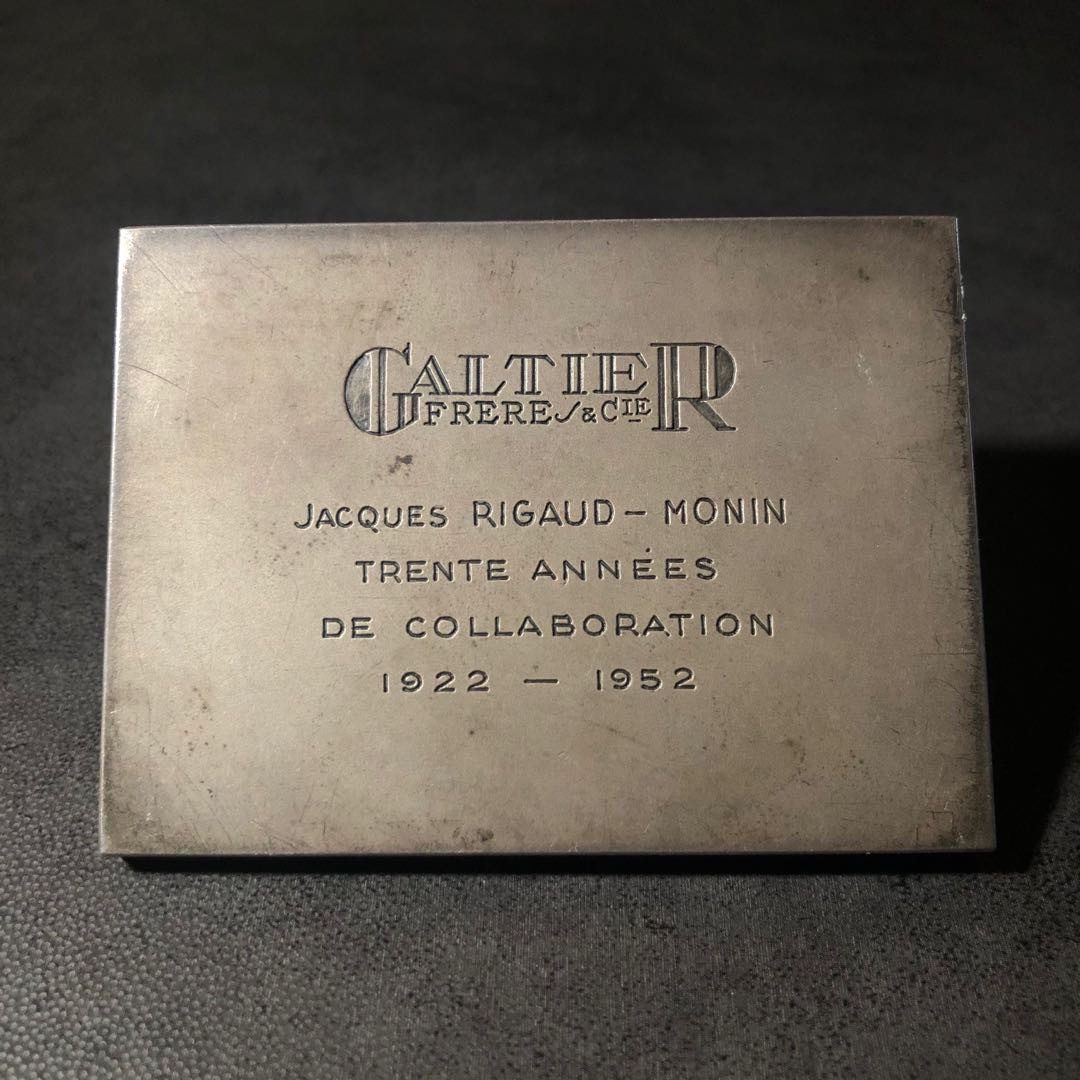 GALTIER
FRERES & CIE
JACQUES RIGAUD - MONIN
TRENTE ANNÉES
DE COLLABORATION
1922 - 1952